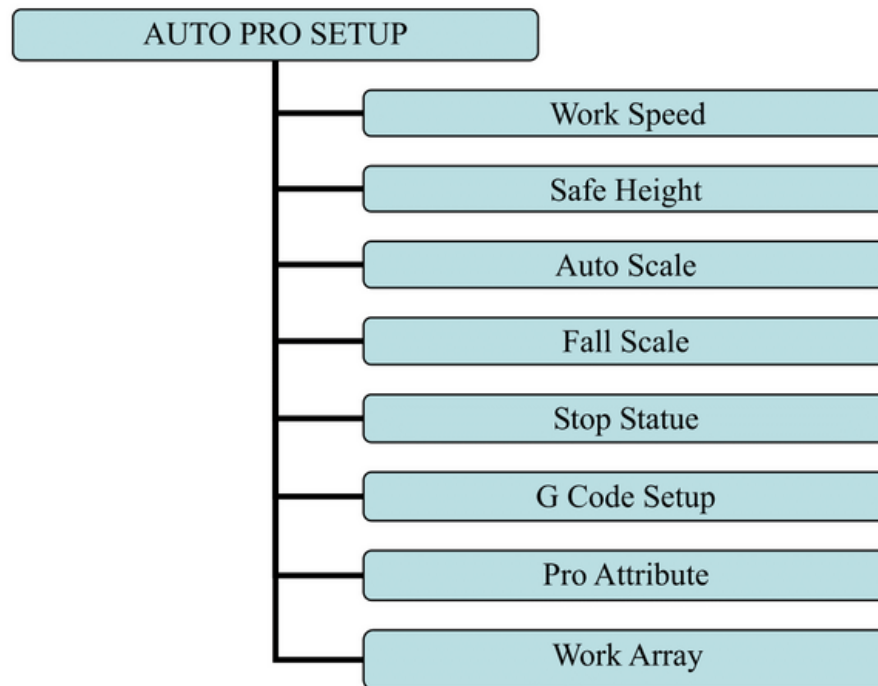 AUTO PRO SETUP
Work Speed
Safe Height
Auto Scale
Fall Scale
Stop Statue
G Code Setup
Pro Attribute
Work Array